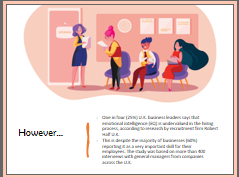 However...
- One in four (25%) U.K. business leaders says that
emotional intelligence (EQ) is undervalued in the hiring
process, according to research by recruitment firm Robert
Half U.K.
- This is despite the majority of businesses (60%)
reporting it as a very important skill for their
employees. The study was based on more than 400
interviews with general managers from companies
across the U.K.